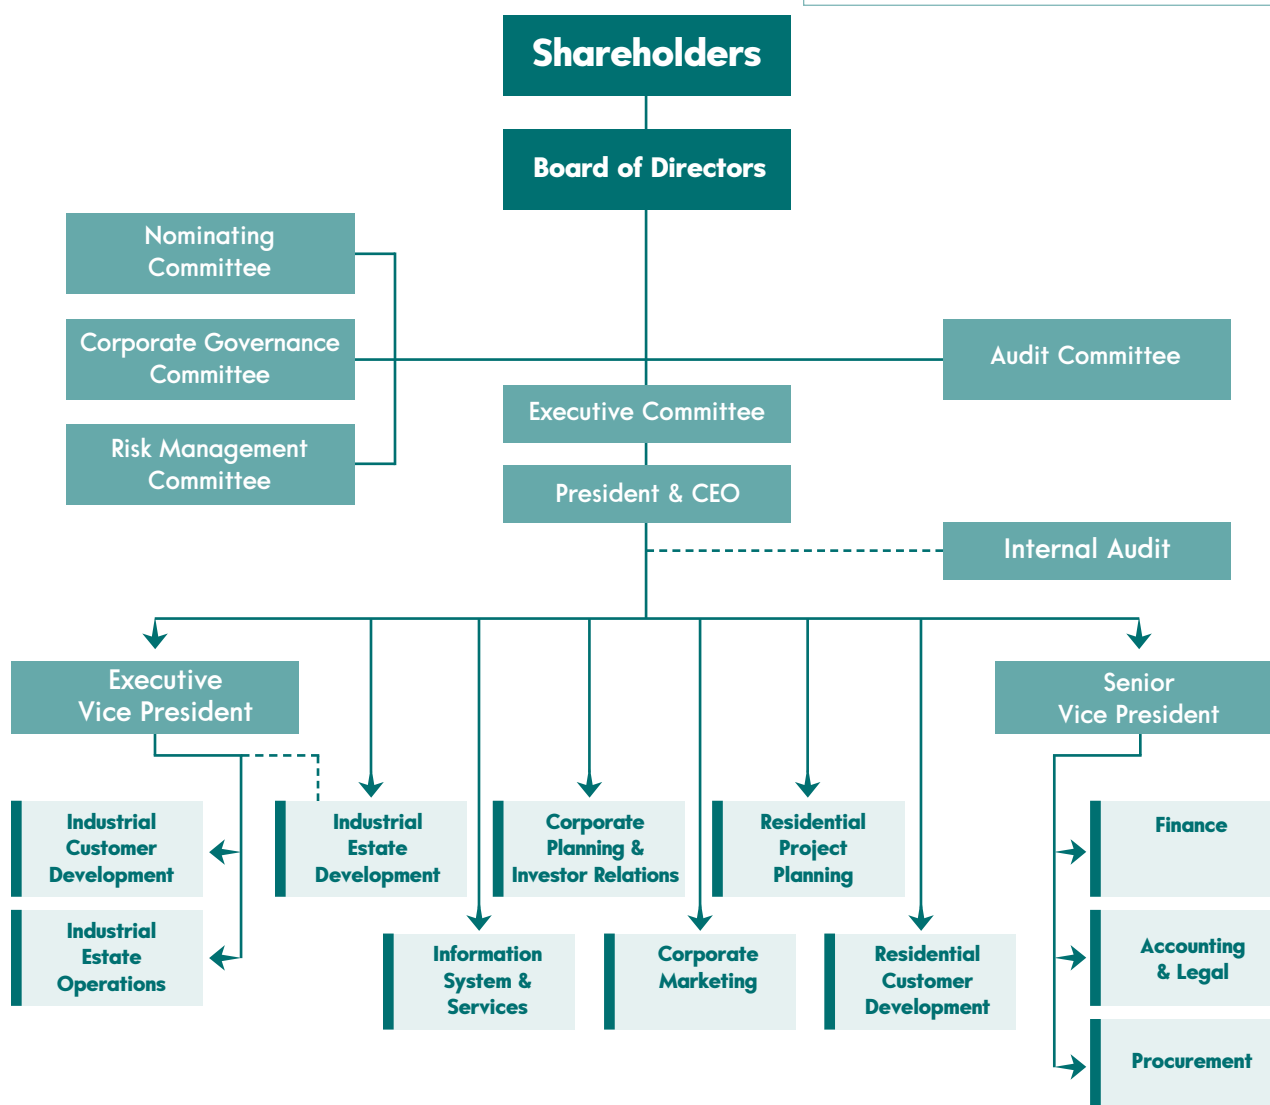 Shareholders
Board of Directors
Nominating
Committee
Corporate Governance
Committee
Audit Committee
Executive Committee
Risk Management
Committee
President & CEO
Internal Audit
Executive
Vice President
Senior
Vice President
Industrial
Customer
Development
Industrial
Estate
Development
Corporate
Planning &
Investor Relations
Residential
Project
Planning
Finance
Industrial
Estate
Operations
Information
System &
Services
Corporate
Marketing
Residential
Customer
Development
Accounting
& Legal
Procurement